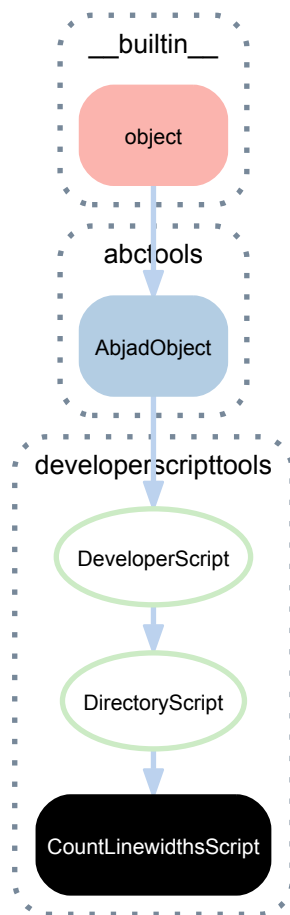 __builtin__
object
abctools
AbjadObject
developerscripttools
DeveloperScript
DirectoryScript
CountLinewidthsScript